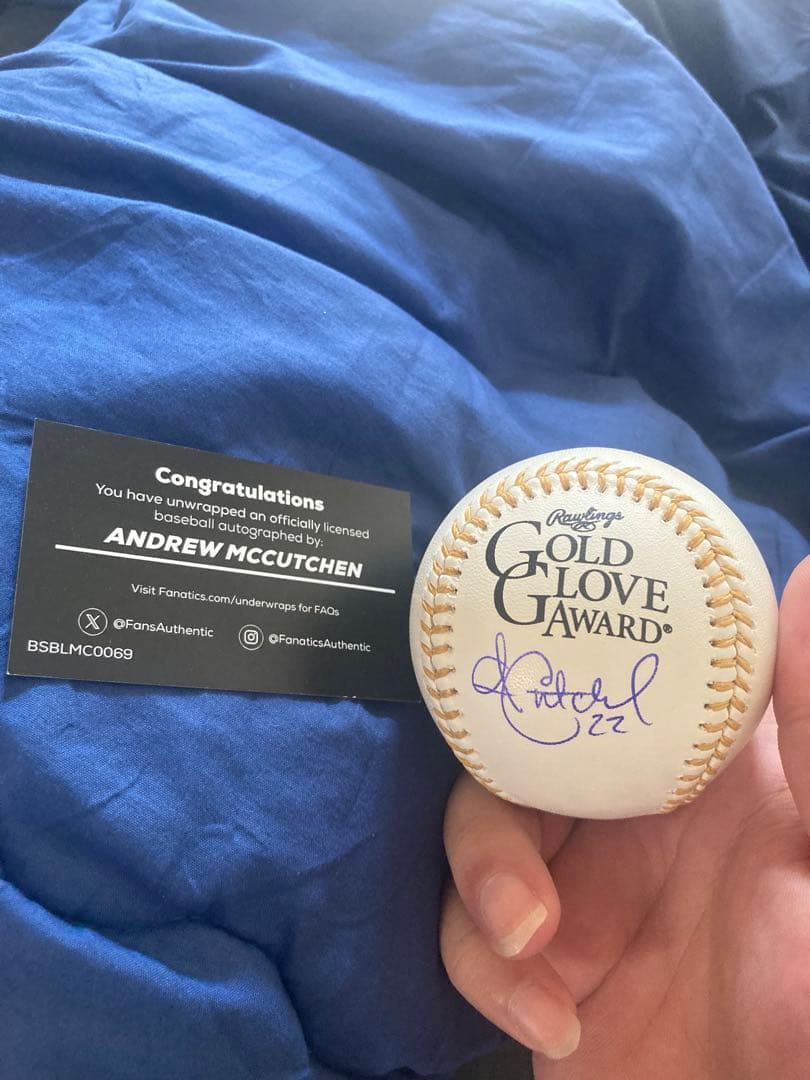 Congratulations
You have unwrapped an officially licensed
baseball autographed by:
ANDREW MCCUTCHEN
Visit Fanatics.com/underwraps for FAQs
@FansAuthentic @FanaticsAuthentic
BSBLMC0069
Rawlings
GOLD
GLOVE
AWARD®
22